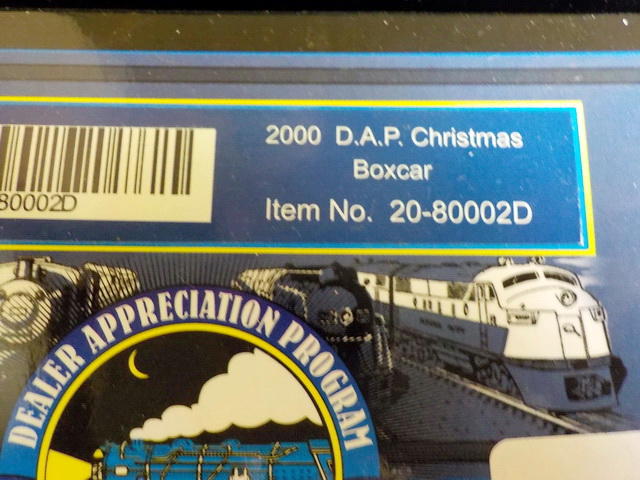 2000 D.A.P. Christmas
Boxcar
80002D
Item No. 20-80002D
DEALER APPRECIATION PROGRAM